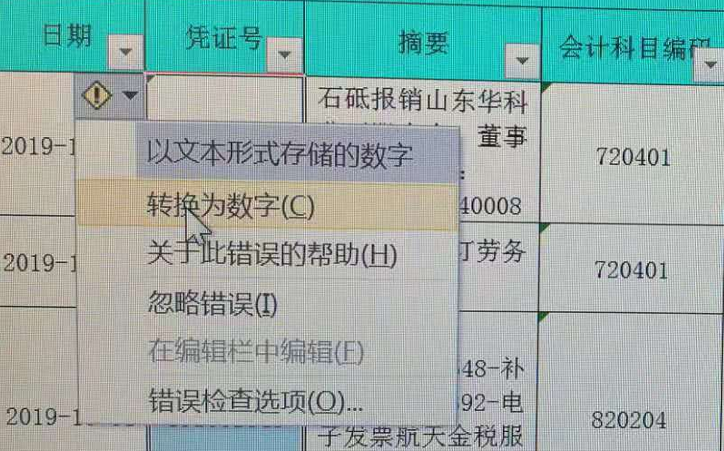 日期 凭证号 摘要 会计科目编码
石砥报销山东华科
董事
2019-1 以文本形式存储的数字 720401
转换为数字(C) 40008
2019-1 关于此错误的帮助(H) 劳务 720401
忽略错误(I)
在编辑栏中编辑(F) 48-补
2019-1 错误检查选项(O)... 92-电 820204
子发票航天金税服